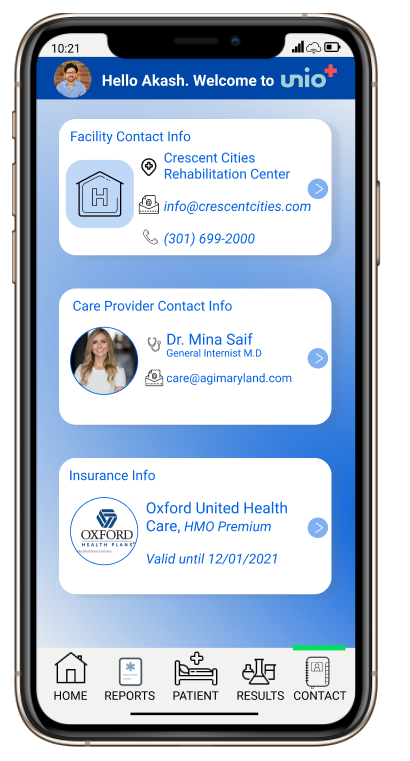 10:21
Hello Akash. Welcome to unio
Facility Contact Info
Crescent Cities
Rehabilitation Center
H
info@crescentcities.com
(301) 699-2000
Care Provider Contact Info
Dr. Mina Saif
General Internist M.D
care@agimaryland.com
Insurance Info
Oxford United Health
Care, HMO Premium
OXFORD
HEALTH PLANS
Valid until 12/01/2021
HOME REPORTS PATIENT RESULTS CONTACT